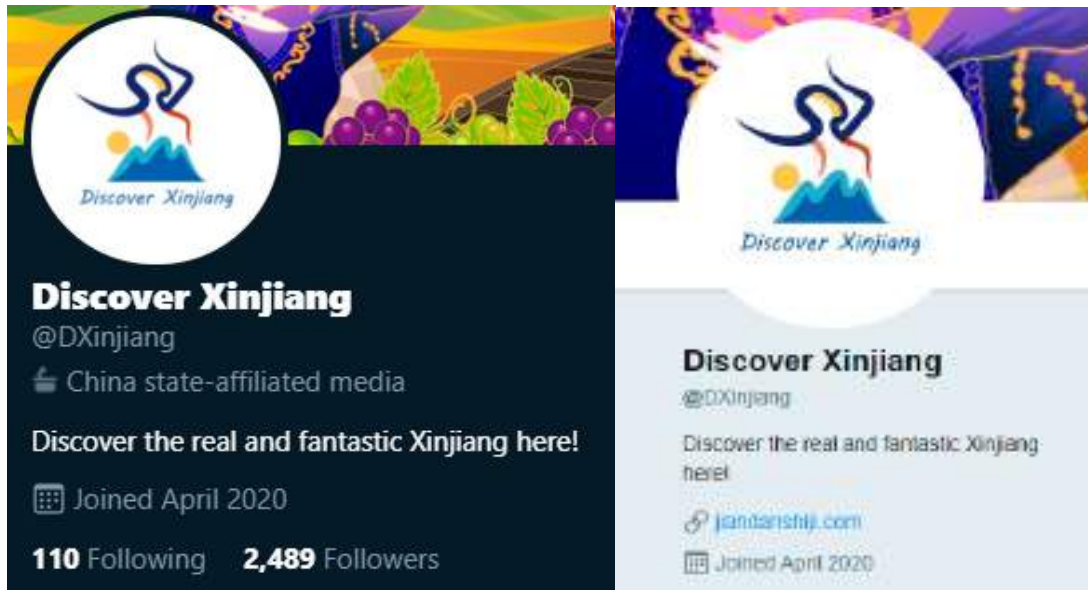 Discover Xinjiang
Discover Xinjiang
@DXinjiang
China state-affiliated media
Discover the real and fantastic Xinjiang here!
Joined April 2020
110 Following 2,489 Followers
Discover Xinjiang
Discover Xinjiang
@DXinjiang
Discover the real and fantastic Xinjiang
here!
jiandanshiji.com
Joined April 2020